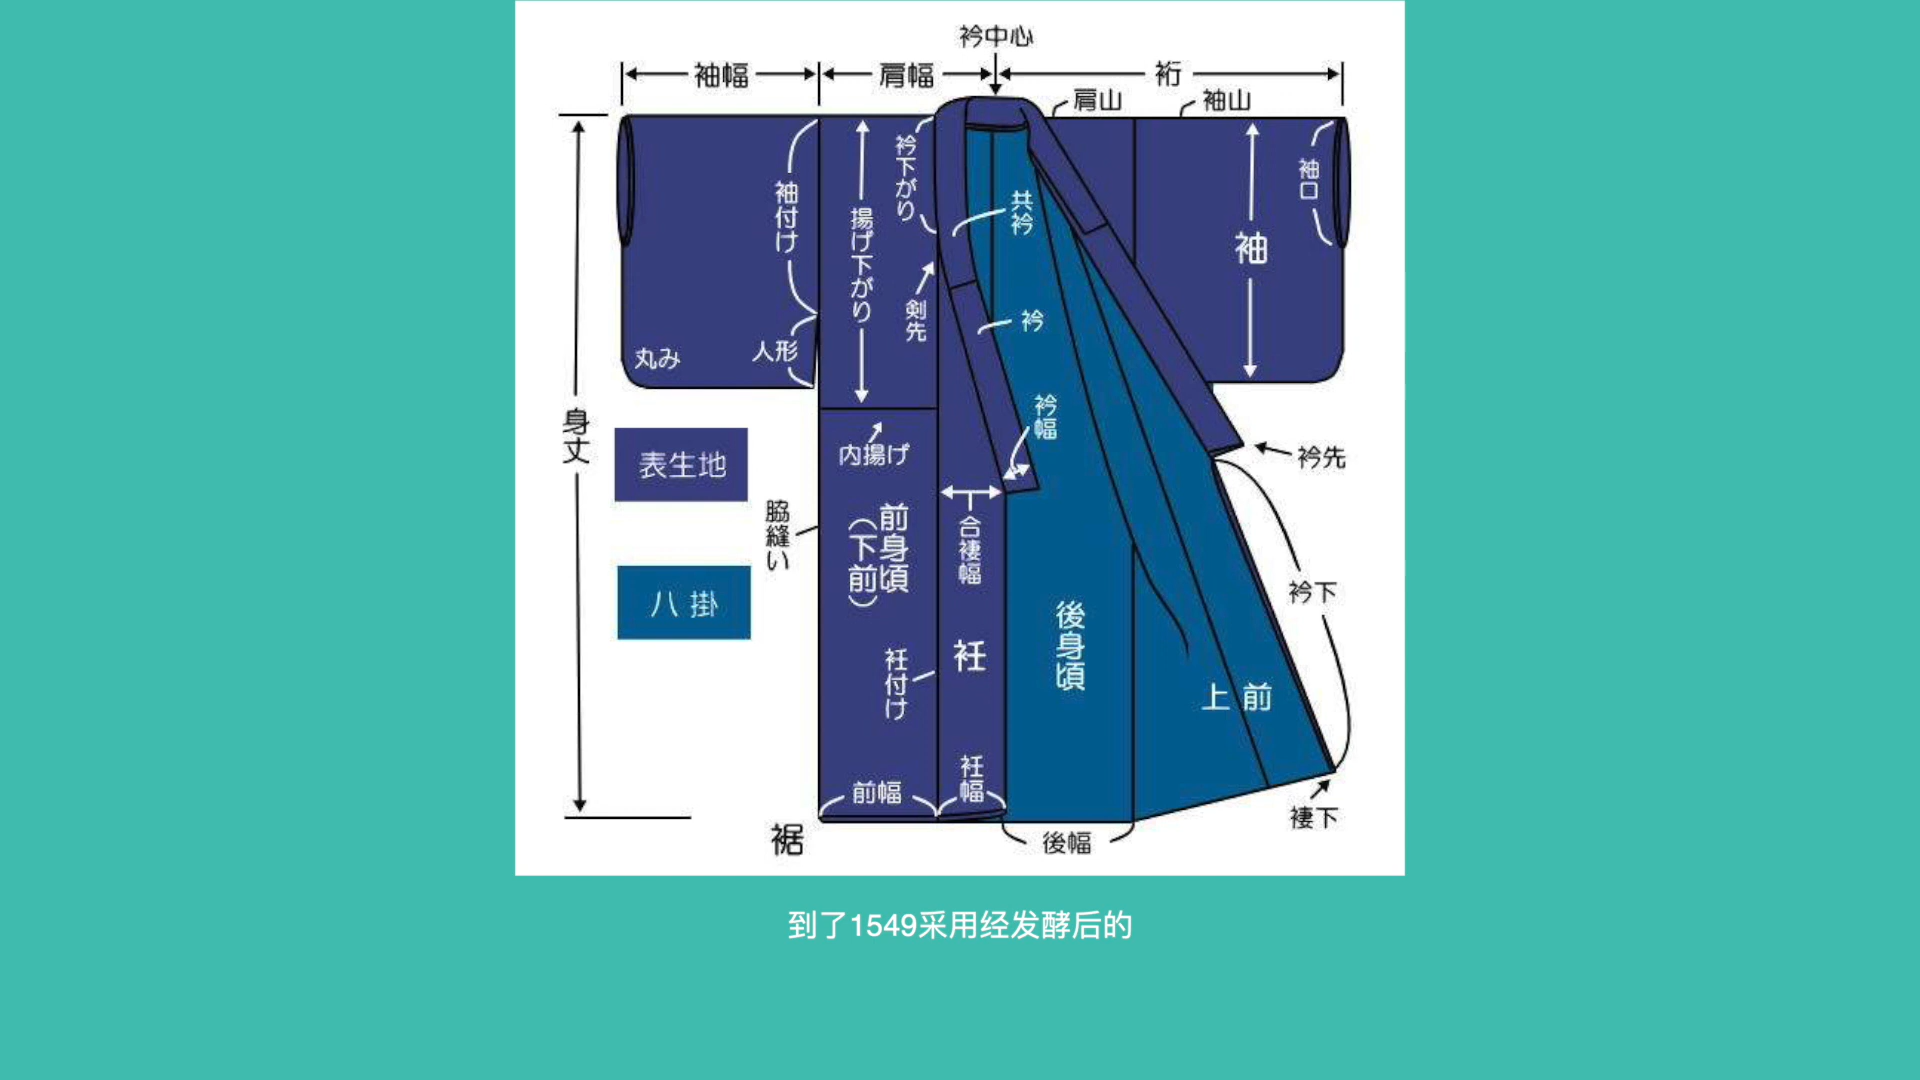 衿中心
袖幅
肩幅
裄
肩山
袖山
衿下がり
袖付け
揚げ下がり
共衿
袖口
袖
剣先
衿
丸み
人形
身丈
衿幅
内揚げ
衿先
表生地
脇縫い
前身頃
(下前)
合褄幅
八掛
衿下
後身頃
衽
衽付け
上前
衽幅
前幅
褄下
裾
後幅
到了1549采用经发酵后的